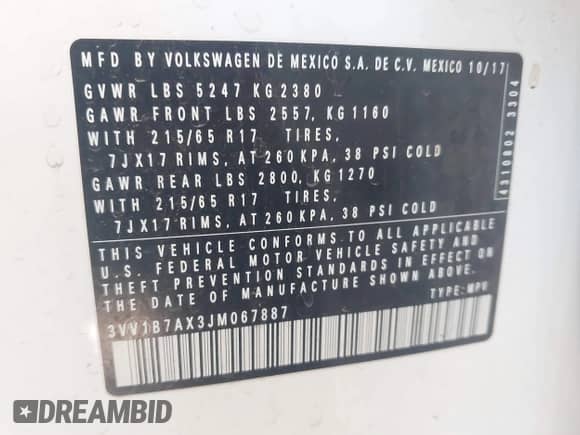 MFD BY VOLKSWAGEN DE MEXICO S.A. DE C.V. MEXICO 10/17
GVWR LBS 5247 KG 2380
GAWR FRONT LBS 2557, KG 1160
WITH 215/65 R17 TIRES,
7JX17 RIMS, AT 260 KPA, 38 PSI COLD
GAWR REAR LBS 2800, KG 1270
WITH 215/65 R17 TIRES,
7JX17 RIMS, AT 260 KPA, 38 PSI COLD
THIS VEHICLE CONFORMS TO ALL APPLICABLE
U.S. FEDERAL MOTOR VEHICLE SAFETY AND
THEFT PREVENTION STANDARDS IN EFFECT ON
THE DATE OF MANUFACTURE SHOWN ABOVE.
3VV1B7AX3JM067887 TYPE: MPV
4310802 3304
DREAMBID